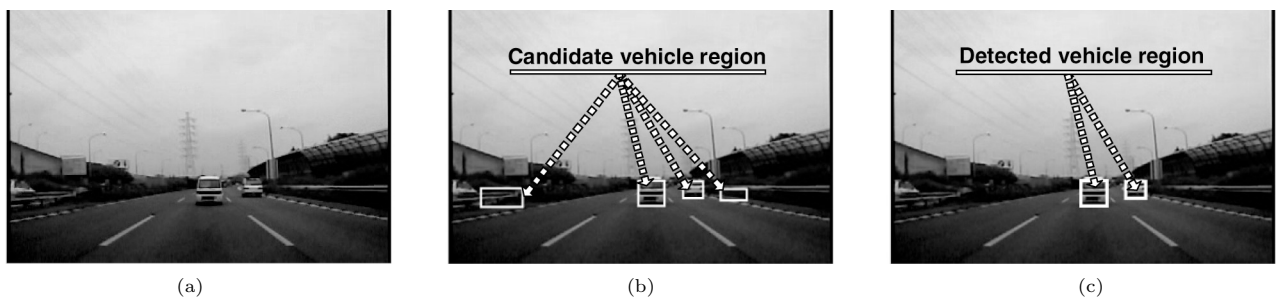 Candidate vehicle region
Detected vehicle region
(a)
(b)
(c)